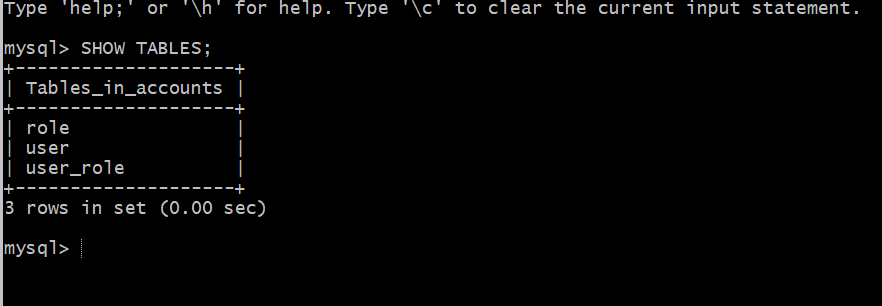 Type 'help;' or '\h' for help. Type '\c' to clear the current input statement.
mysql> SHOW TABLES;
+--------------------+
| Tables_in_accounts |
+--------------------+
| role               |
| user               |
| user_role          |
+--------------------+
3 rows in set (0.00 sec)
mysql>